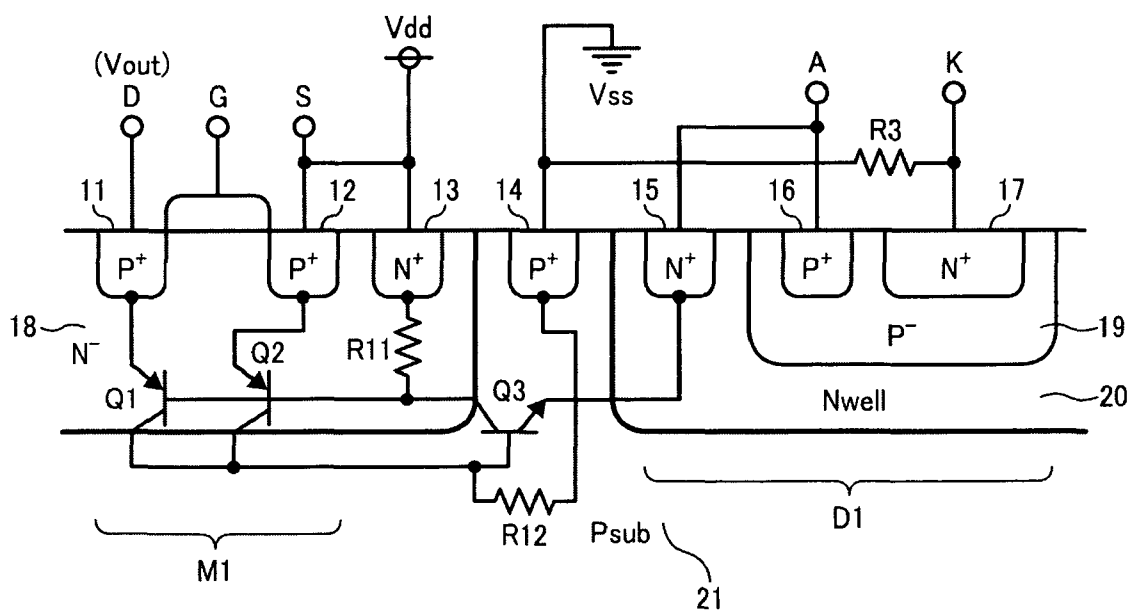 Vdd
(Vout)
D G S
Vss
A K
R3
11 12 13 14 15 16 17
P+ P+ N+ P+ N+ P+ N+
18 N⁻
Q1 Q2 R11 Q3
P⁻ 19
Nwell 20
R12 Psub
21
M1
D1